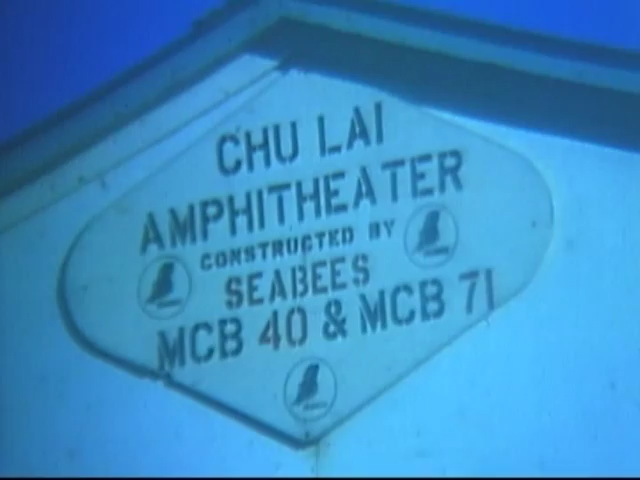 CHU LAI
AMPHITHEATER
CONSTRUCTED BY
SEABEES
MCB 40 & MCB 71